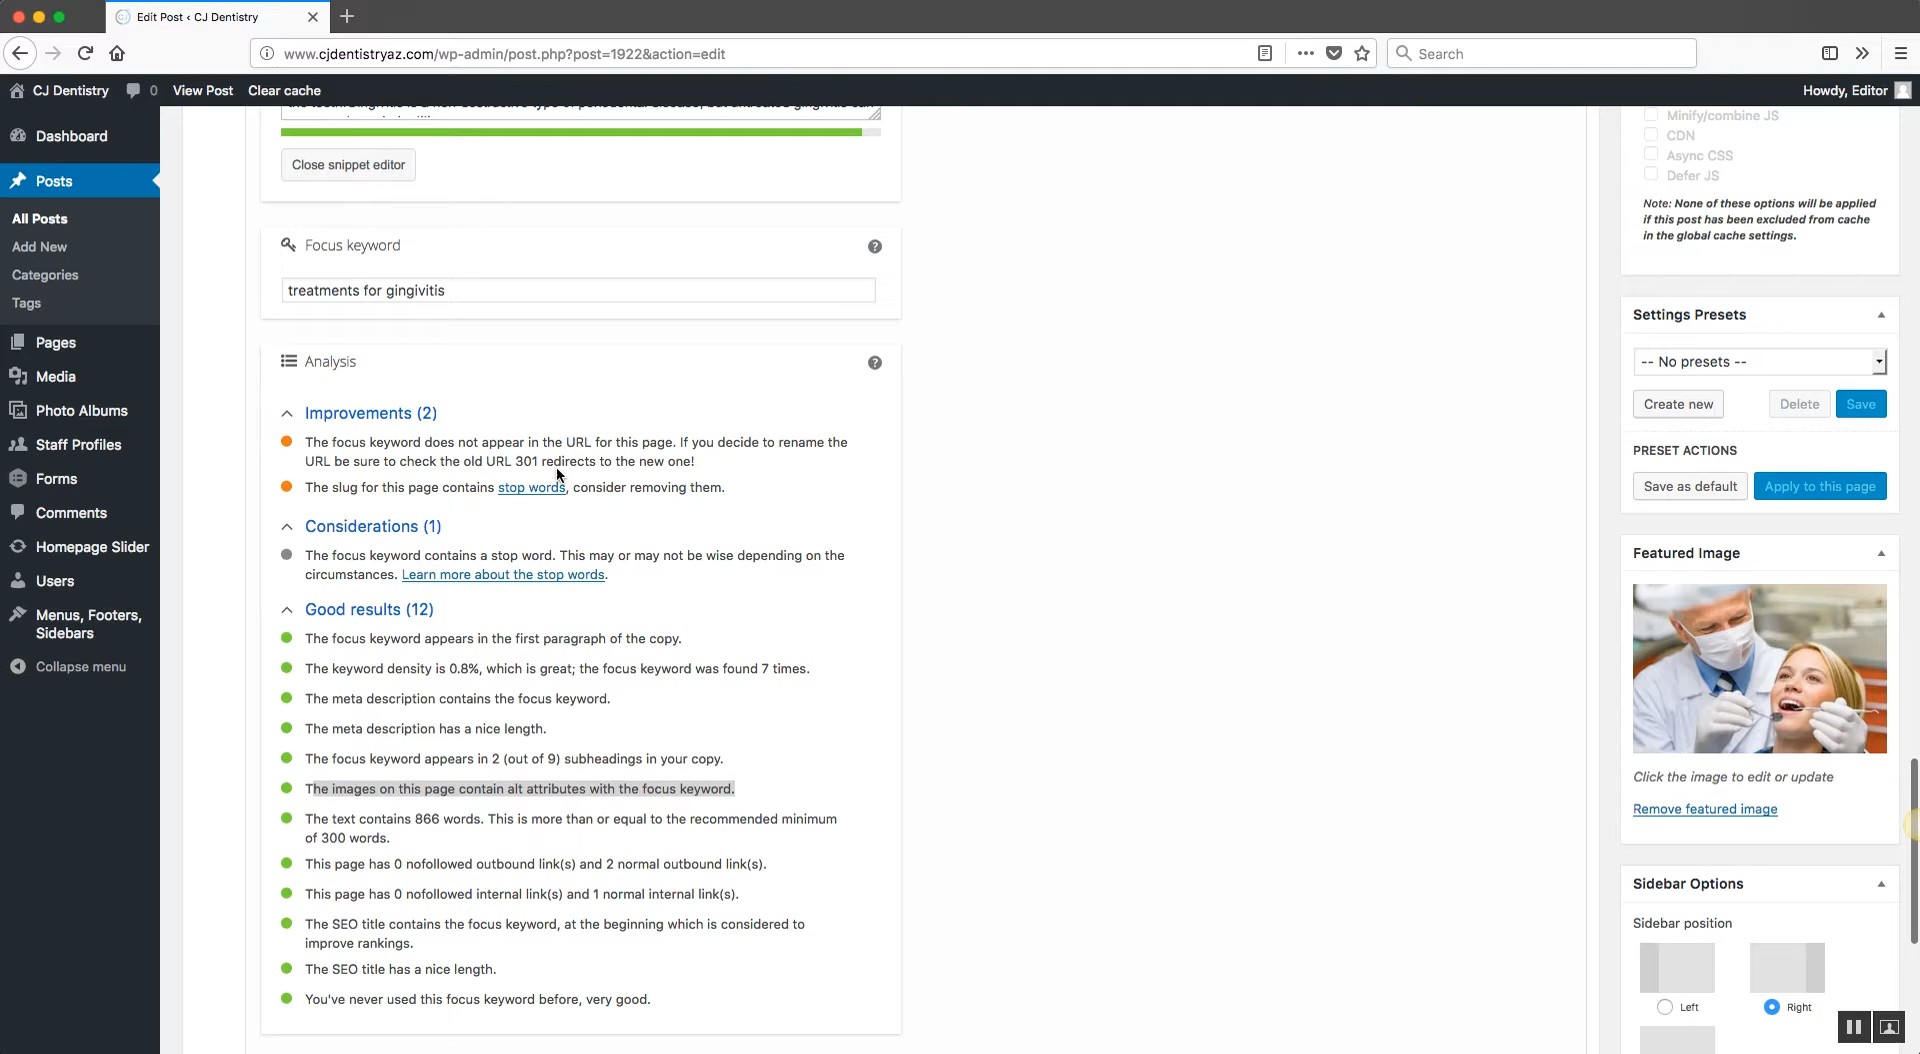 Edit Post ‹ CJ Dentistry
www.cjdentistryaz.com/wp-admin/post.php?post=1922&action=edit
Search
CJ Dentistry
0
View Post
Clear cache
Howdy, Editor
Dashboard
Posts
All Posts
Add New
Categories
Tags
Pages
Media
Photo Albums
Staff Profiles
Forms
Comments
Homepage Slider
Users
Menus, Footers,
Sidebars
Collapse menu
Close snippet editor
Focus keyword
treatments for gingivitis
Analysis
Improvements (2)
The focus keyword does not appear in the URL for this page. If you decide to rename the
URL be sure to check the old URL 301 redirects to the new one!
The slug for this page contains stop words, consider removing them.
Considerations (1)
The focus keyword contains a stop word. This may or may not be wise depending on the
circumstances. Learn more about the stop words.
Good results (12)
The focus keyword appears in the first paragraph of the copy.
The keyword density is 0.8%, which is great; the focus keyword was found 7 times.
The meta description contains the focus keyword.
The meta description has a nice length.
The focus keyword appears in 2 (out of 9) subheadings in your copy.
The images on this page contain alt attributes with the focus keyword.
The text contains 866 words. This is more than or equal to the recommended minimum
of 300 words.
This page has 0 nofollowed outbound link(s) and 2 normal outbound link(s).
This page has 0 nofollowed internal link(s) and 1 normal internal link(s).
The SEO title contains the focus keyword, at the beginning which is considered to
improve rankings.
The SEO title has a nice length.
You've never used this focus keyword before, very good.
Minify/combine JS
CDN
Async CSS
Defer JS
Note: None of these options will be applied
if this post has been excluded from cache
in the global cache settings.
Settings Presets
-- No presets --
Create new
Delete
Save
PRESET ACTIONS
Save as default
Apply to this page
Featured Image
Click the image to edit or update
Remove featured image
Sidebar Options
Sidebar position
Left
Right